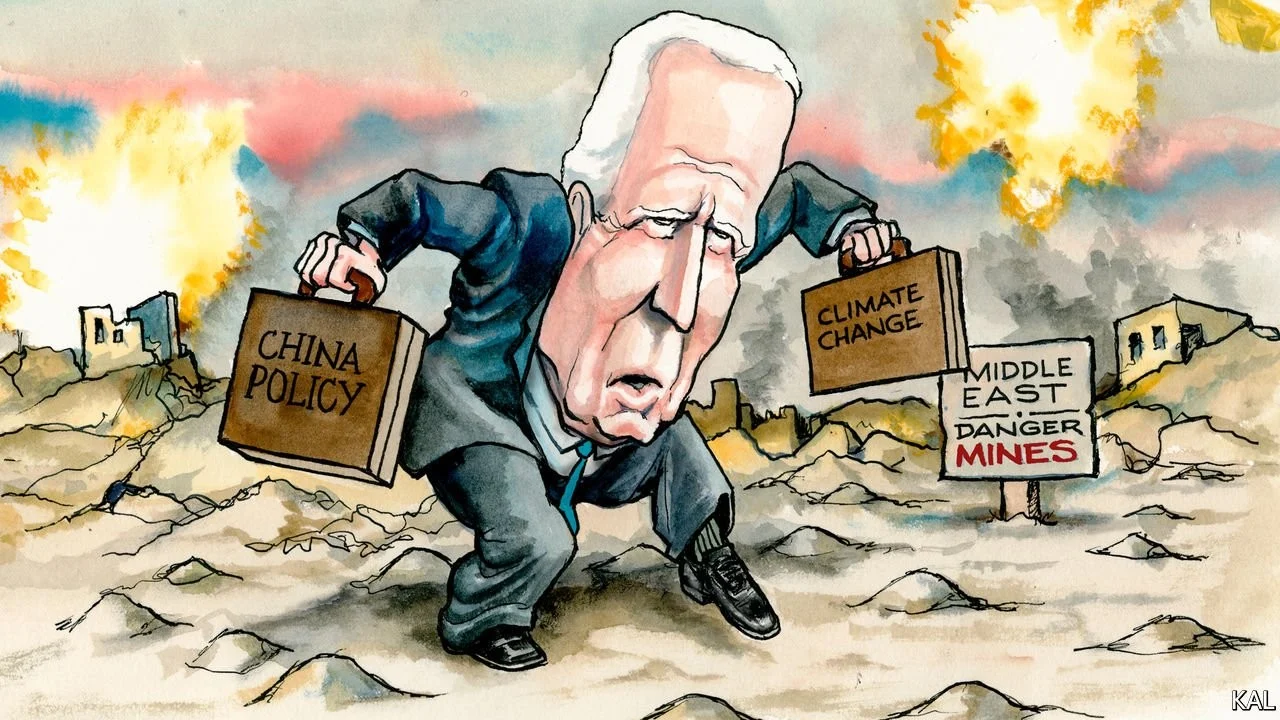 CHINA
POLICY
CLIMATE
CHANGE
MIDDLE
EAST
DANGER
MINES
KAL